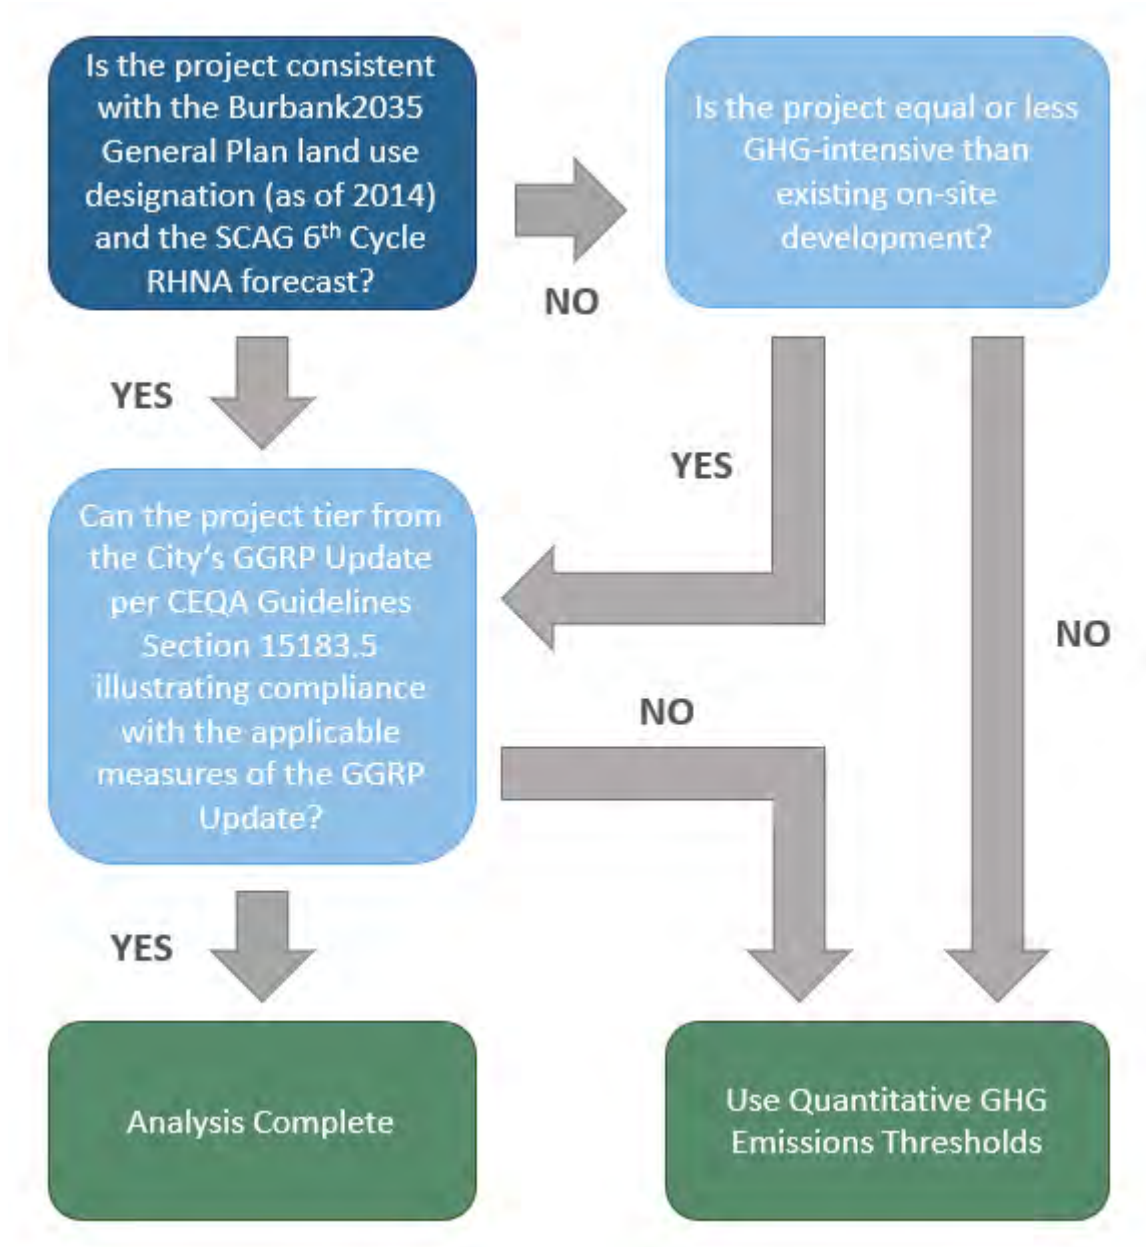 Is the project consistent
with the Burbank2035
General Plan land use
designation (as of 2014)
and the SCAG 6th Cycle
RHNA forecast?
NO
Is the project equal or less
GHG-intensive than
existing on-site
development?
YES
YES
NO
Can the project tier from
the City's GGRP Update
per CEQA Guidelines
Section 15183.5
illustrating compliance
with the applicable
measures of the GGRP
Update?
NO
YES
Analysis Complete
Use Quantitative GHG
Emissions Thresholds